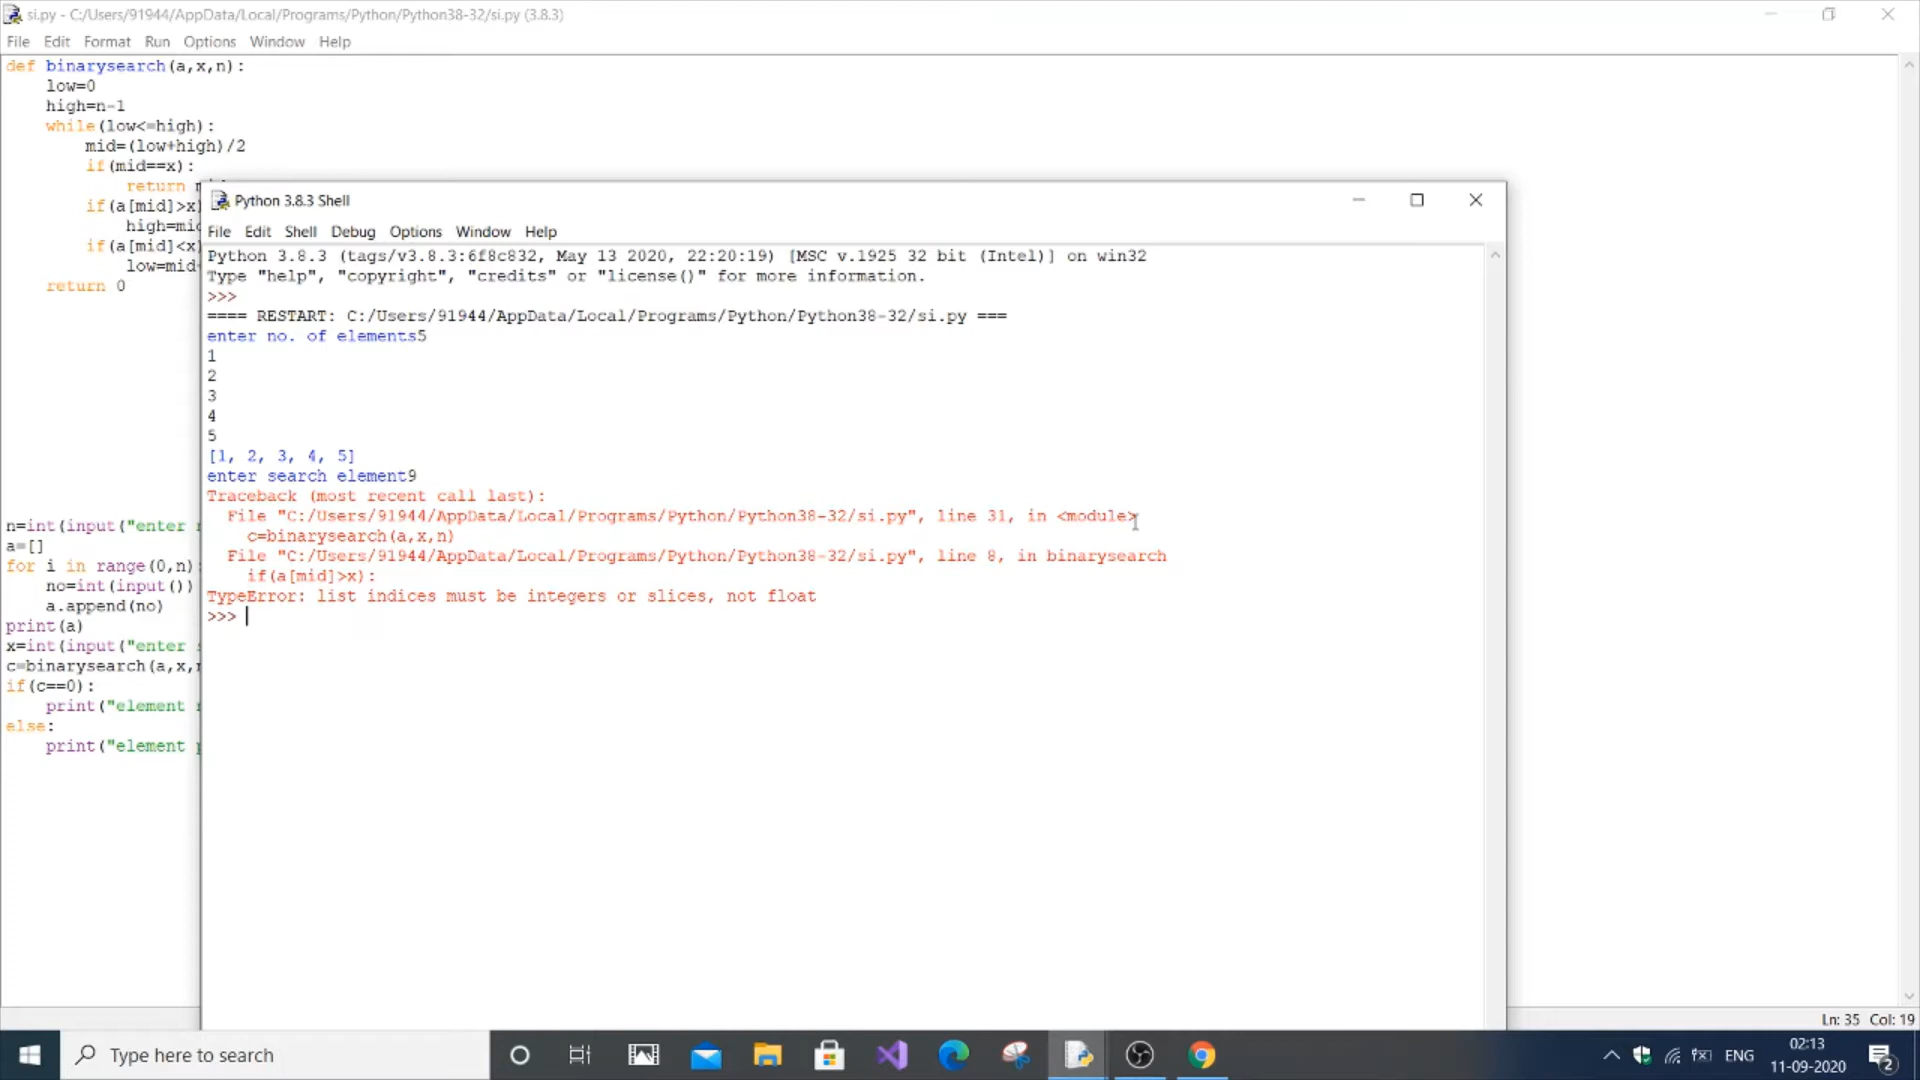 si.py - C:/Users/91944/AppData/Local/Programs/Python/Python38-32/si.py (3.8.3)
File Edit Format Run Options Window Help
def binarysearch(a,x,n):
    low=0
    high=n-1
    while(low<=high):
        mid=(low+high)/2
        if(mid==x):
            return
        if(a[mid]>x)
            high=mid
        if(a[mid]<x)
            low=mid
    return 0
n=int(input("enter
a=[]
for i in range(0,n):
    no=int(input())
    a.append(no)
print(a)
x=int(input("enter
c=binarysearch(a,x,
if(c==0):
    print("element
else:
    print("element
Python 3.8.3 Shell
File Edit Shell Debug Options Window Help
Python 3.8.3 (tags/v3.8.3:6f8c832, May 13 2020, 22:20:19) [MSC v.1925 32 bit (Intel)] on win32
Type "help", "copyright", "credits" or "license()" for more information.
>>>
==== RESTART: C:/Users/91944/AppData/Local/Programs/Python/Python38-32/si.py ===
enter no. of elements5
1
2
3
4
5
[1, 2, 3, 4, 5]
enter search element9
Traceback (most recent call last):
  File "C:/Users/91944/AppData/Local/Programs/Python/Python38-32/si.py", line 31, in <module>
    c=binarysearch(a,x,n)
  File "C:/Users/91944/AppData/Local/Programs/Python/Python38-32/si.py", line 8, in binarysearch
    if(a[mid]>x):
TypeError: list indices must be integers or slices, not float
>>>
Ln: 35 Col: 19
Type here to search
ENG
02:13
11-09-2020
2